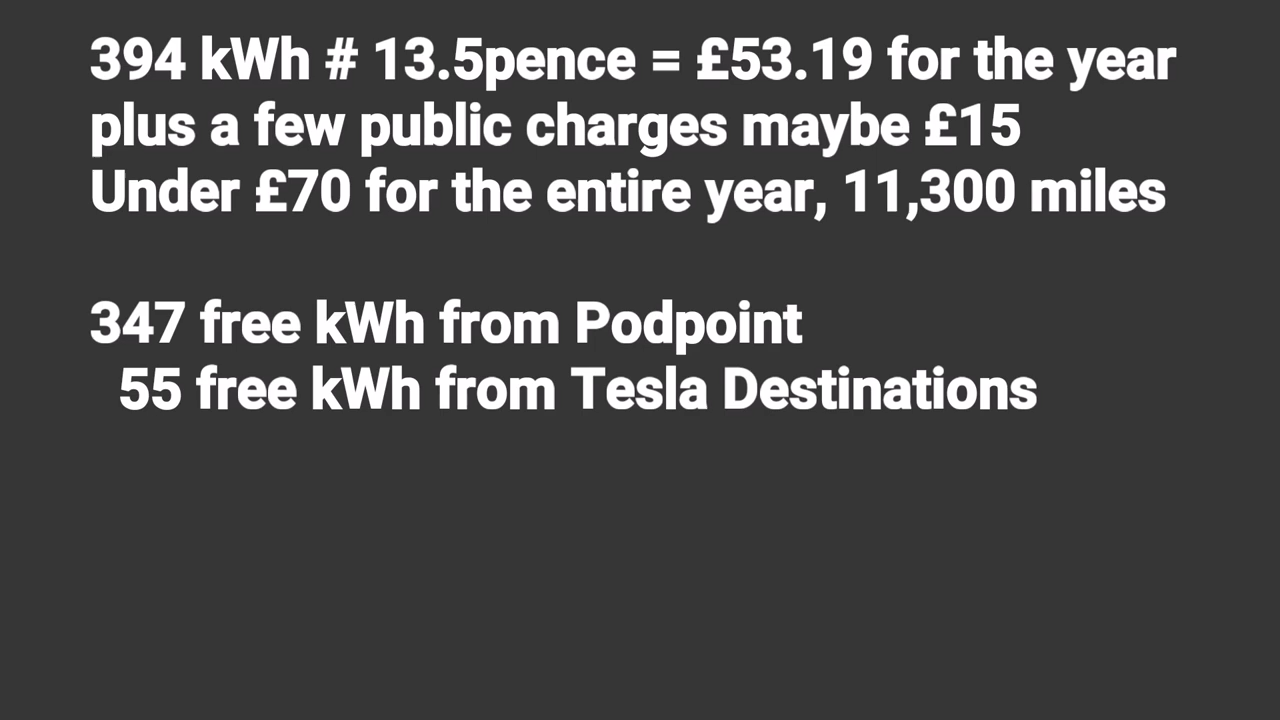 394 kWh # 13.5pence = £53.19 for the year
plus a few public charges maybe £15
Under £70 for the entire year, 11,300 miles
347 free kWh from Podpoint
55 free kWh from Tesla Destinations